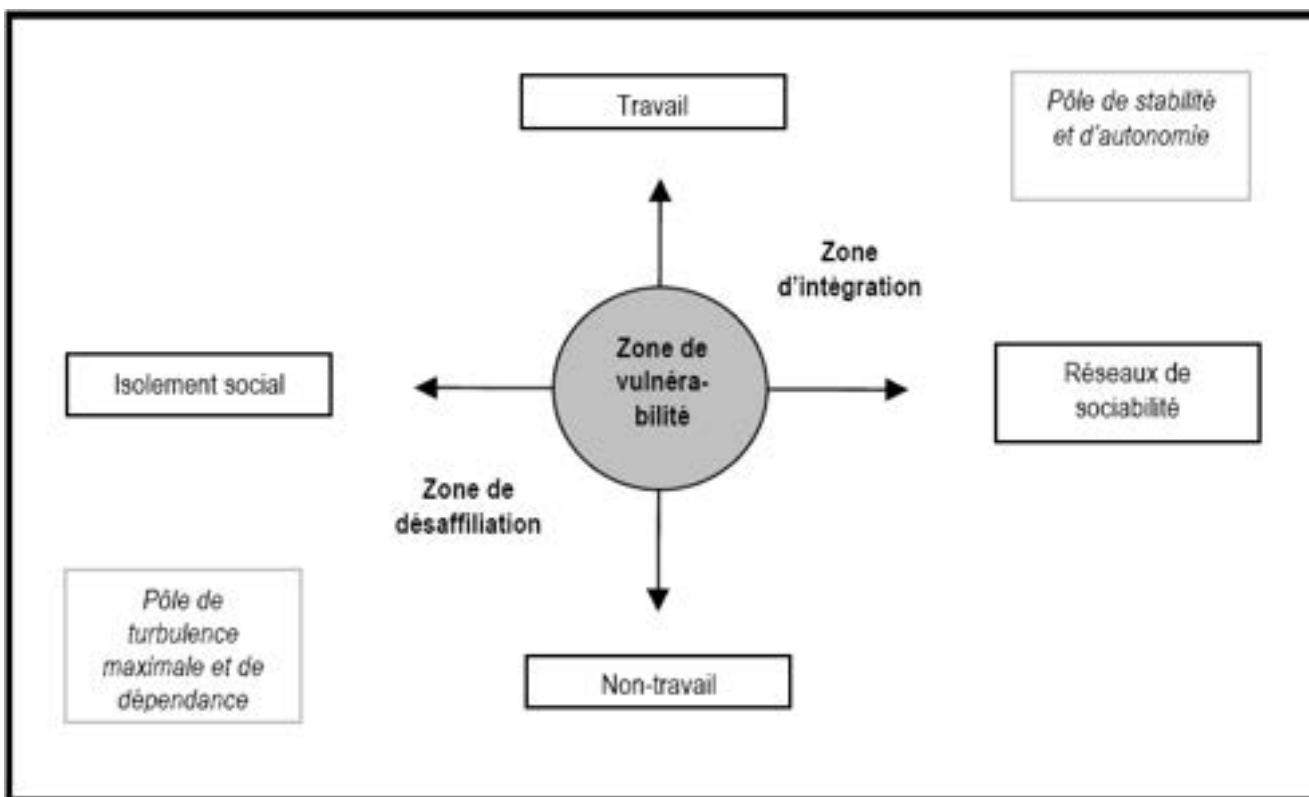 Travail
Pôle de stabilité
et d'autonomie
Zone
d'intégration
Zone de
vulnéra-
bilité
Isolement social
Réseaux de
sociabilité
Zone de
désaffiliation
Pôle de
turbulence
maximale et de
dépendance
Non-travail